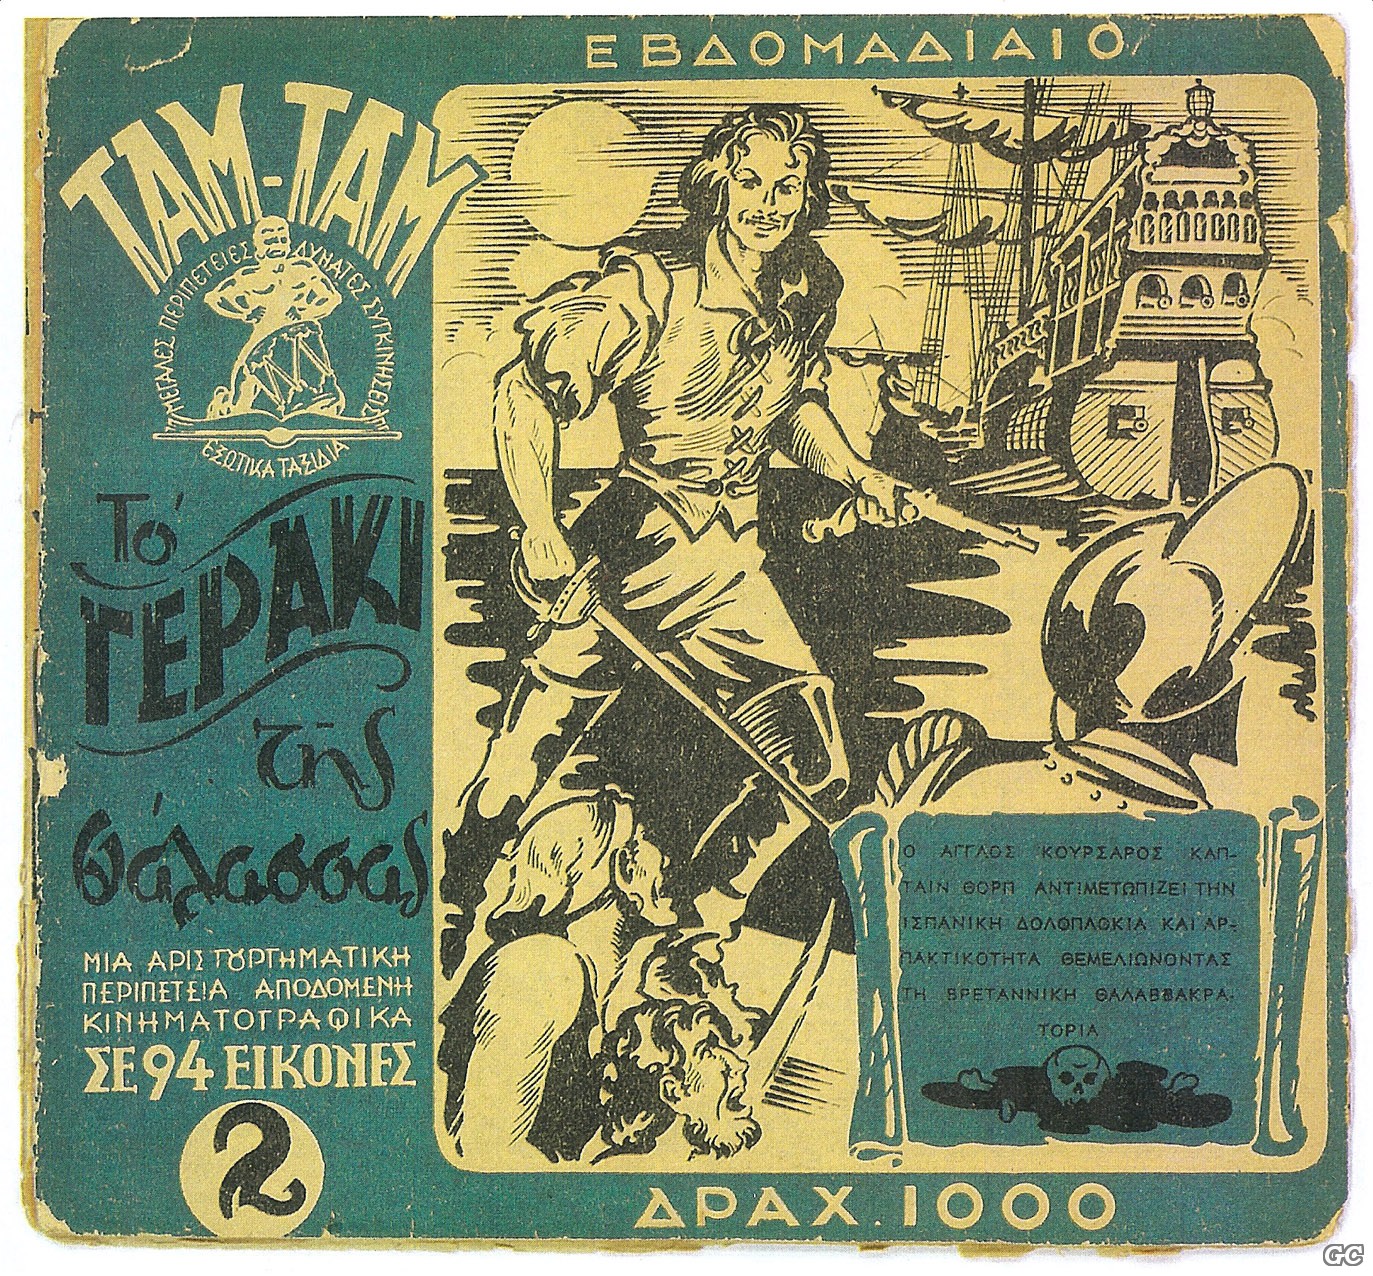 ΕΒΔΟΜΑΔΙΑΙΟ
ΤΑΜ-ΤΑΜ
ΜΕΓΑΛΕΣ ΠΕΡΙΠΕΤΕΙΕΣ ΔΥΝΑΤΕΣ ΣΥΓΚΙΝΗΣΕΙΣ
ΕΞΩΤΙΚΑ ΤΑΞΙΔΙΑ
Τὸ
ΓΕΡΑΚΙ
τῆς
θάλασσας
ΜΙΑ ΑΡΙΣΤΟΥΡΓΗΜΑΤΙΚΗ
ΠΕΡΙΠΕΤΕΙΑ ΑΠΟΔΟΜΕΝΗ
ΚΙΝΗΜΑΤΟΓΡΑΦΙΚΑ
ΣΕ 94 ΕΙΚΟΝΕΣ
2
Ο ΑΓΓΛΟΣ ΚΟΥΡΣΑΡΟΣ ΚΑΠ-
ΤΑΙΝ ΘΟΡΠ ΑΝΤΙΜΕΤΩΠΙΖΕΙ ΤΗΝ
ΙΣΠΑΝΙΚΗ ΔΟΛΟΠΛΟΚΙΑ ΚΑΙ ΑΡ-
ΠΑΚΤΙΚΟΤΗΤΑ ΘΕΜΕΛΙΩΝΟΝΤΑΣ
ΤΗ ΒΡΕΤΑΝΝΙΚΗ ΘΑΛΑΣΣΑΚΡΑ-
ΤΟΡΙΑ
ΔΡΑΧ. 1000
GC